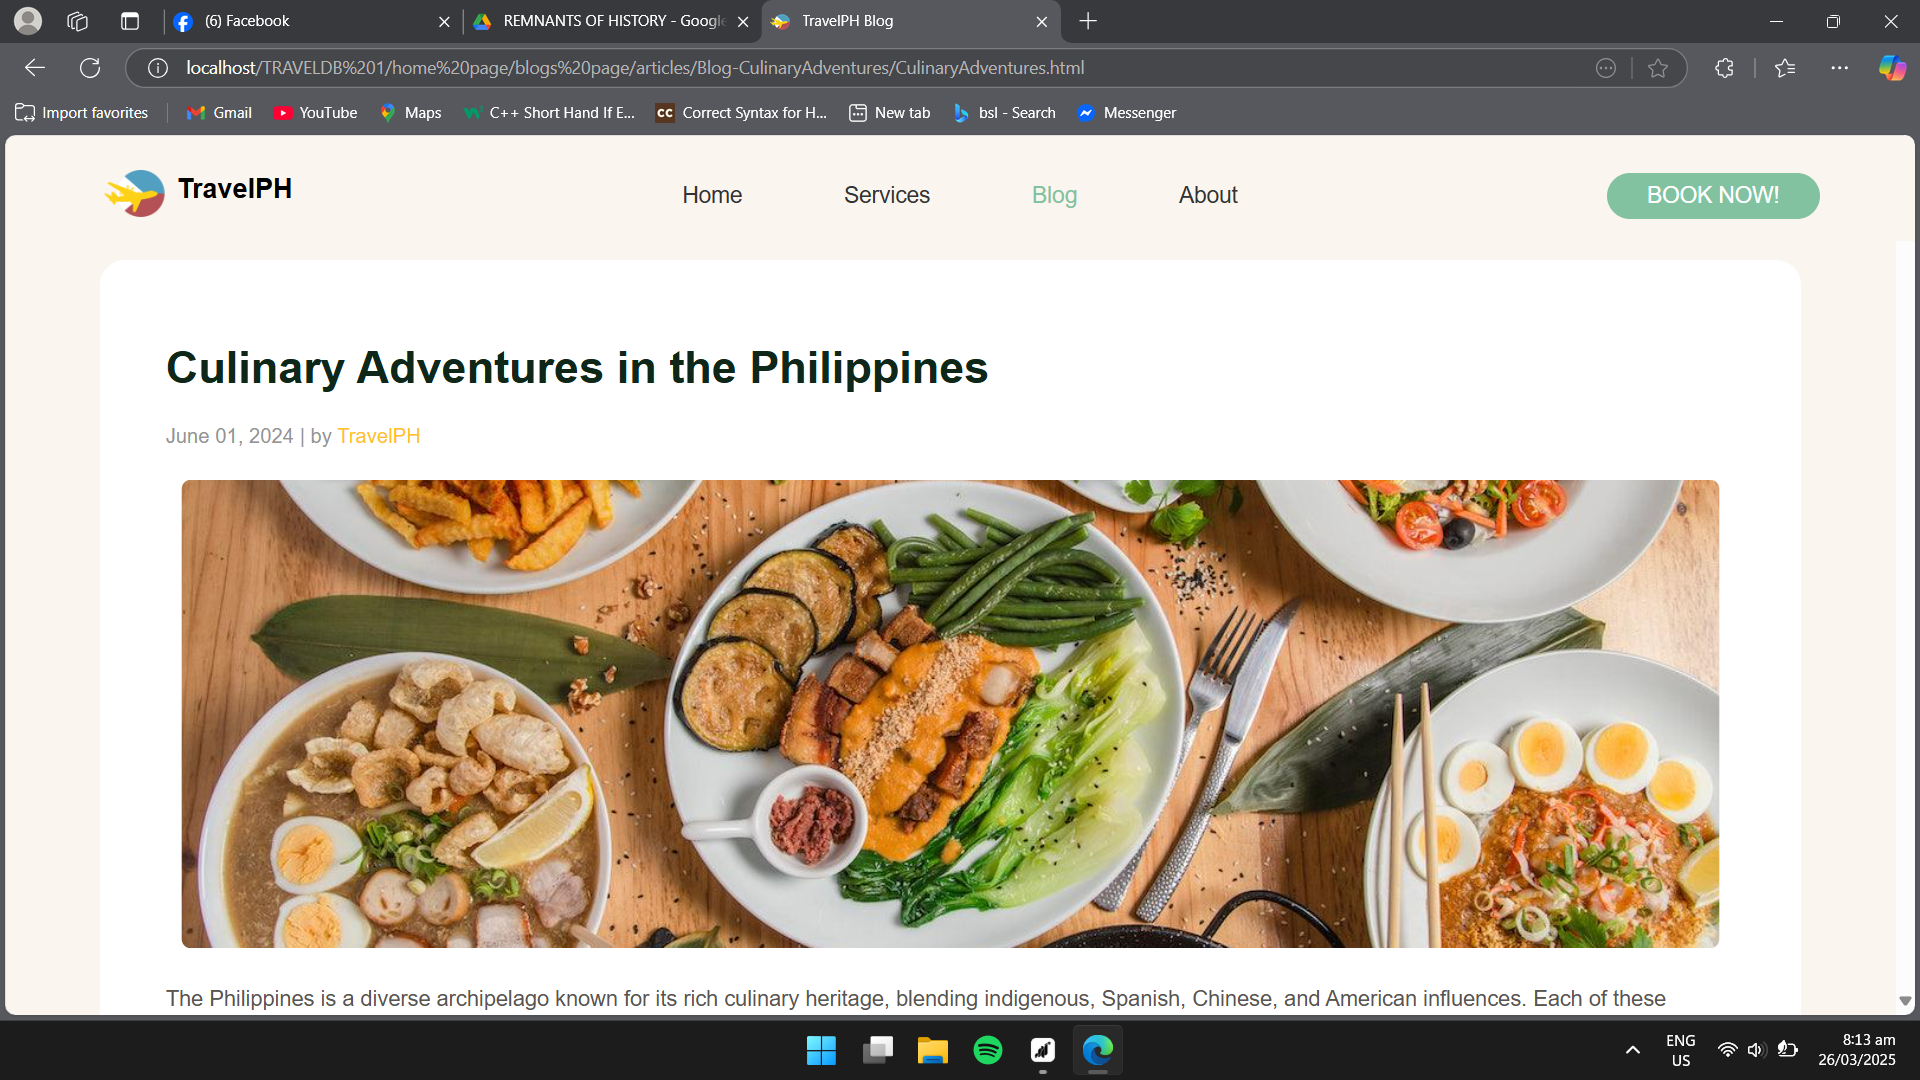 (6) Facebook
REMNANTS OF HISTORY - Google
TravelPH Blog
localhost/TRAVELDB%201/home%20page/blogs%20page/articles/Blog-CulinaryAdventures/CulinaryAdventures.html
Import favorites
Gmail
YouTube
Maps
C++ Short Hand If E...
CC Correct Syntax for H...
New tab
bsl - Search
Messenger
TravelPH
Home
Services
Blog
About
BOOK NOW!
Culinary Adventures in the Philippines
June 01, 2024 | by TravelPH
The Philippines is a diverse archipelago known for its rich culinary heritage, blending indigenous, Spanish, Chinese, and American influences. Each of these
ENG
US
8:13 am
26/03/2025